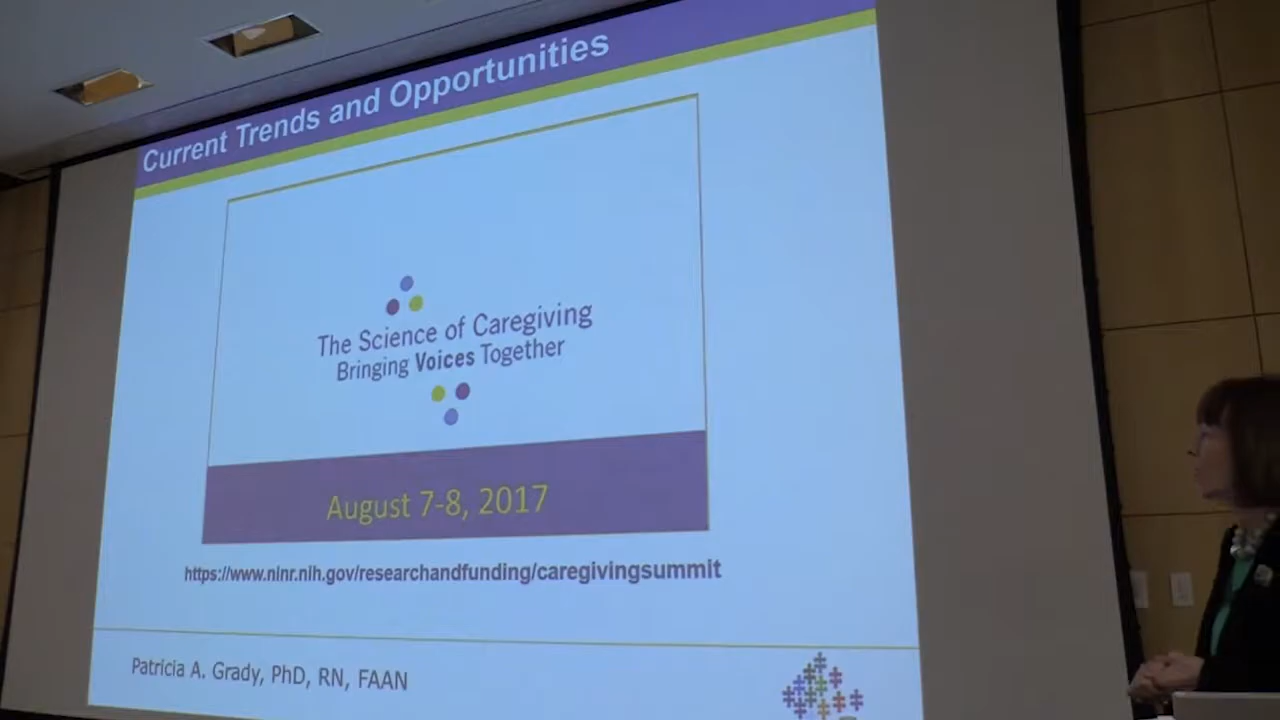 Current Trends and Opportunities
The Science of Caregiving
Bringing Voices Together
August 7-8, 2017
https://www.ninr.nih.gov/researchandfunding/caregivingsummit
Patricia A. Grady, PhD, RN, FAAN